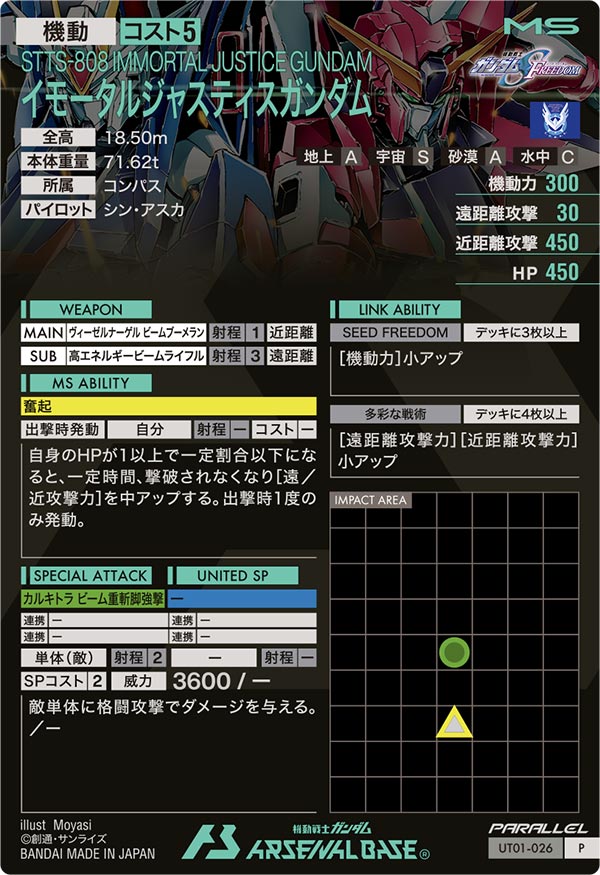 機動 コスト5 MS
STTS-808 IMMORTAL JUSTICE GUNDAM
機動戦士ガンダム SEED FREEDOM
イモータルジャスティスガンダム
全高 18.50m
本体重量 71.62t
所属 コンパス
パイロット シン・アスカ
地上 A 宇宙 S 砂漠 A 水中 C
機動力 300
遠距離攻撃 30
近距離攻撃 450
HP 450
WEAPON
MAIN ヴィーゼルナーゲル ビームブーメラン 射程 1 近距離
SUB 高エネルギービームライフル 射程 3 遠距離
MS ABILITY
奮起
出撃時発動 自分 射程 ー コスト ー
自身のHPが1以上で一定割合以下にな
ると、一定時間、撃破されなくなり[遠／
近攻撃力]を中アップする。出撃時1度の
み発動。
LINK ABILITY
SEED FREEDOM デッキに3枚以上
[機動力]小アップ
多彩な戦術 デッキに4枚以上
[遠距離攻撃力][近距離攻撃力]
小アップ
IMPACT AREA
SPECIAL ATTACK UNITED SP
カルキトラ ビーム重斬脚強撃 ー
連携 ー 連携 ー
連携 ー 連携 ー
単体(敵) 射程 2 ー 射程 ー
SPコスト 2 威力 3600 / ー
敵単体に格闘攻撃でダメージを与える。
／ー
illust Moyasi
©創通・サンライズ
BANDAI MADE IN JAPAN
機動戦士ガンダム
AB ARSENAL BASE®
PARALLEL
UT01-026 P